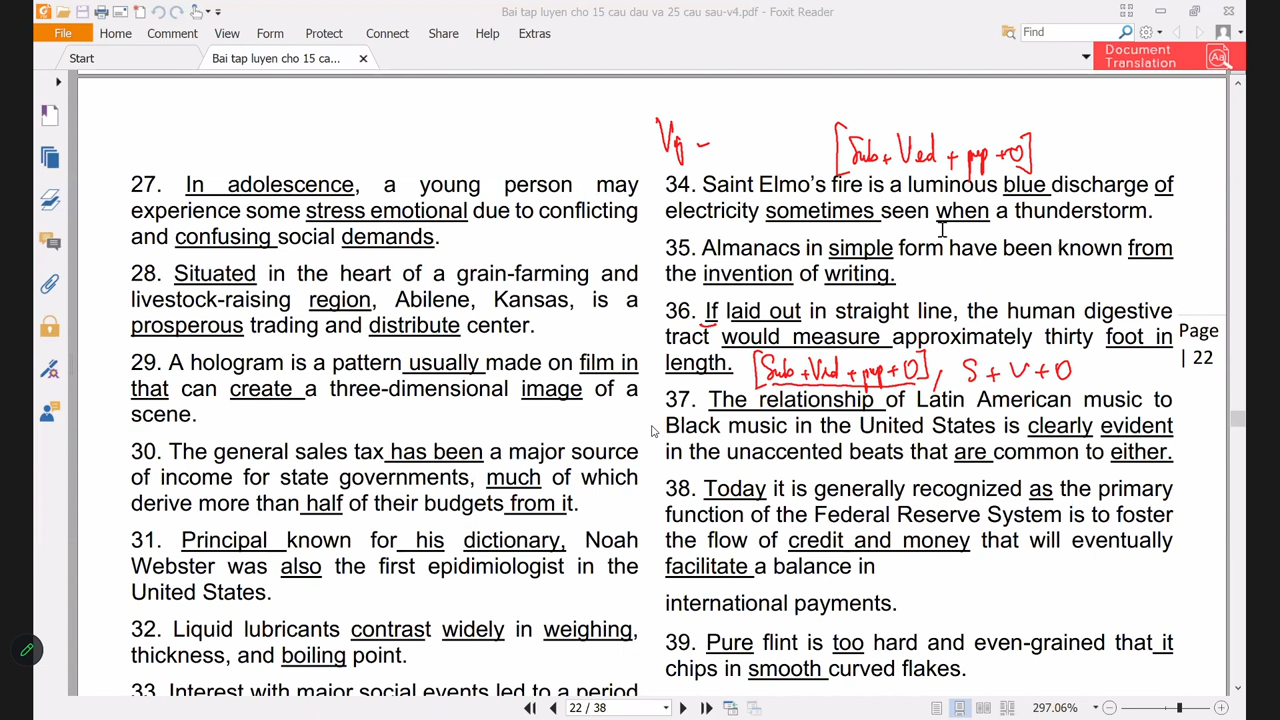 Bai tap luyen cho 15 cau dau va 25 cau sau-v4.pdf - Foxit Reader
File Home Comment View Form Protect Connect Share Help Extras
Find
Start
Bai tap luyen cho 15 ca...
Document
Translation
27. In adolescence, a young person may
experience some stress emotional due to conflicting
and confusing social demands.
28. Situated in the heart of a grain-farming and
livestock-raising region, Abilene, Kansas, is a
prosperous trading and distribute center.
29. A hologram is a pattern usually made on film in
that can create a three-dimensional image of a
scene.
30. The general sales tax has been a major source
of income for state governments, much of which
derive more than half of their budgets from it.
31. Principal known for his dictionary, Noah
Webster was also the first epidimiologist in the
United States.
32. Liquid lubricants contrast widely in weighing,
thickness, and boiling point.
33. Interest with major social events led to a period
[Sub + Ved + prep + O]
34. Saint Elmo's fire is a luminous blue discharge of
electricity sometimes seen when a thunderstorm.
35. Almanacs in simple form have been known from
the invention of writing.
36. If laid out in straight line, the human digestive
tract would measure approximately thirty foot in
length.
[Sub + Ved + prep + O], S + V + O
37. The relationship of Latin American music to
Black music in the United States is clearly evident
in the unaccented beats that are common to either.
38. Today it is generally recognized as the primary
function of the Federal Reserve System is to foster
the flow of credit and money that will eventually
facilitate a balance in
international payments.
39. Pure flint is too hard and even-grained that it
chips in smooth curved flakes.
Page
| 22
22 / 38
297.06%